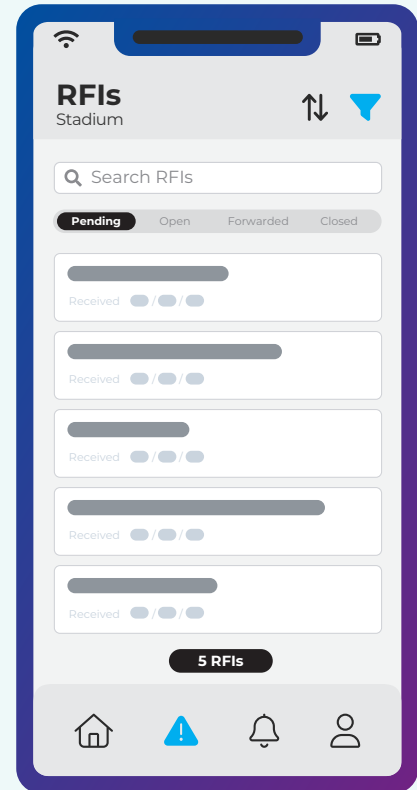 RFIs
Stadium
Search RFIs
Pending Open Forwarded Closed
Received / /
Received / /
Received / /
Received / /
Received / /
5 RFIs